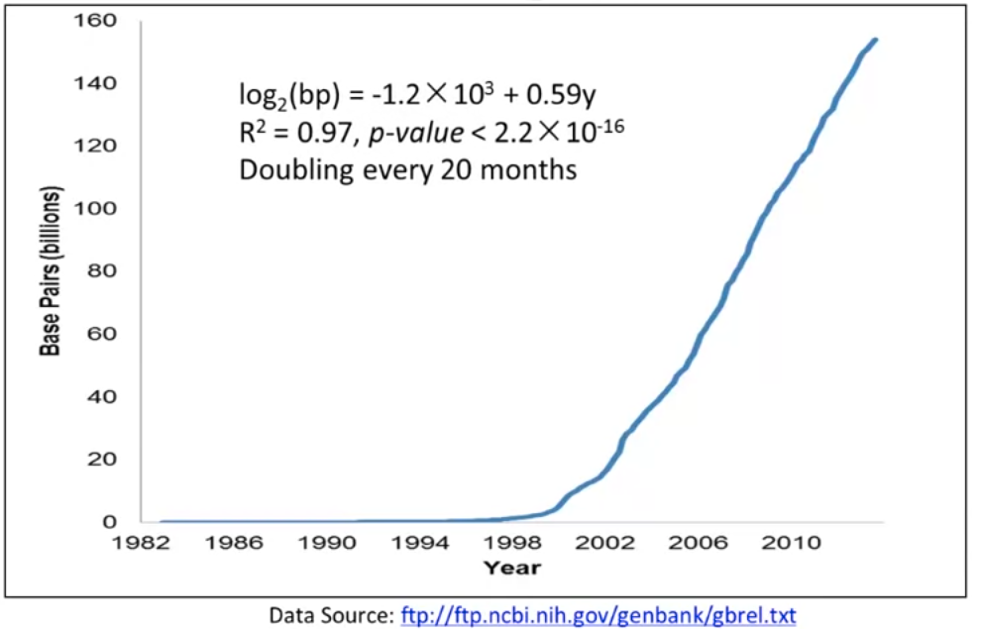 160
140
120
100
80
60
40
20
0
Base Pairs (billions)
log₂(bp) = -1.2×10³ + 0.59y
R² = 0.97, p-value < 2.2×10⁻¹⁶
Doubling every 20 months
1982 1986 1990 1994 1998 2002 2006 2010
Year
Data Source: ftp://ftp.ncbi.nih.gov/genbank/gbrel.txt